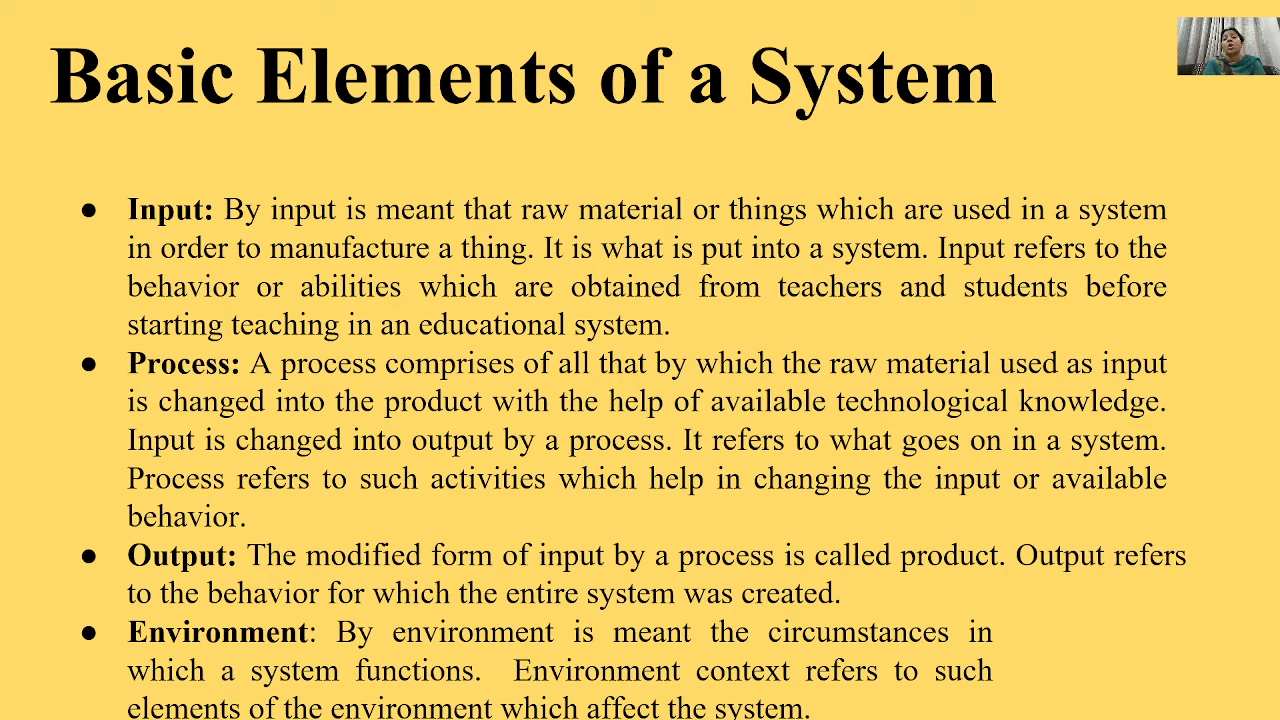 Basic Elements of a System
● Input: By input is meant that raw material or things which are used in a system
in order to manufacture a thing. It is what is put into a system. Input refers to the
behavior or abilities which are obtained from teachers and students before
starting teaching in an educational system.
● Process: A process comprises of all that by which the raw material used as input
is changed into the product with the help of available technological knowledge.
Input is changed into output by a process. It refers to what goes on in a system.
Process refers to such activities which help in changing the input or available
behavior.
● Output: The modified form of input by a process is called product. Output refers
to the behavior for which the entire system was created.
● Environment: By environment is meant the circumstances in
which a system functions. Environment context refers to such
elements of the environment which affect the system.